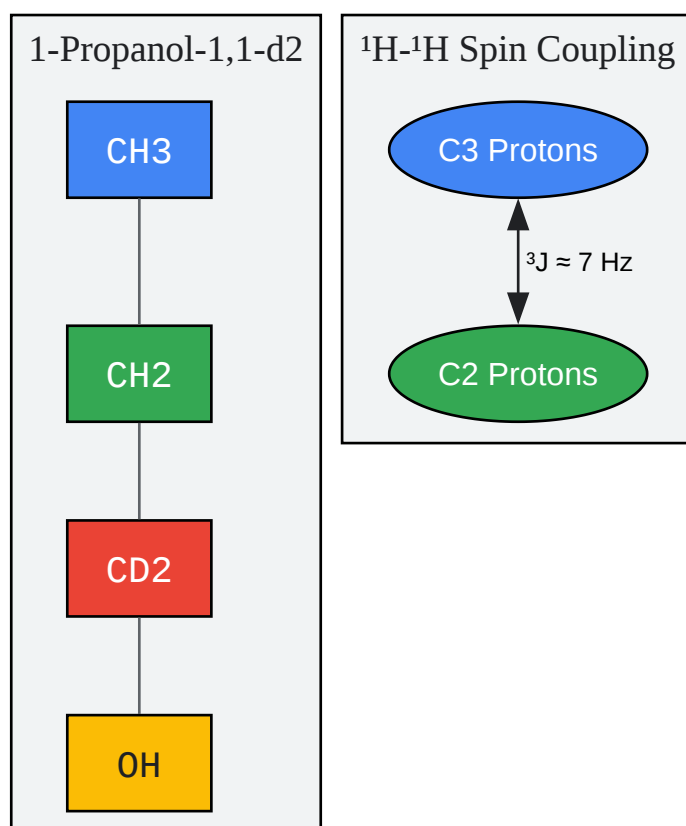 1-Propanol-1,1-d2
CH3
CH2
CD2
OH
¹H-¹H Spin Coupling
C3 Protons
³J ≈ 7 Hz
C2 Protons